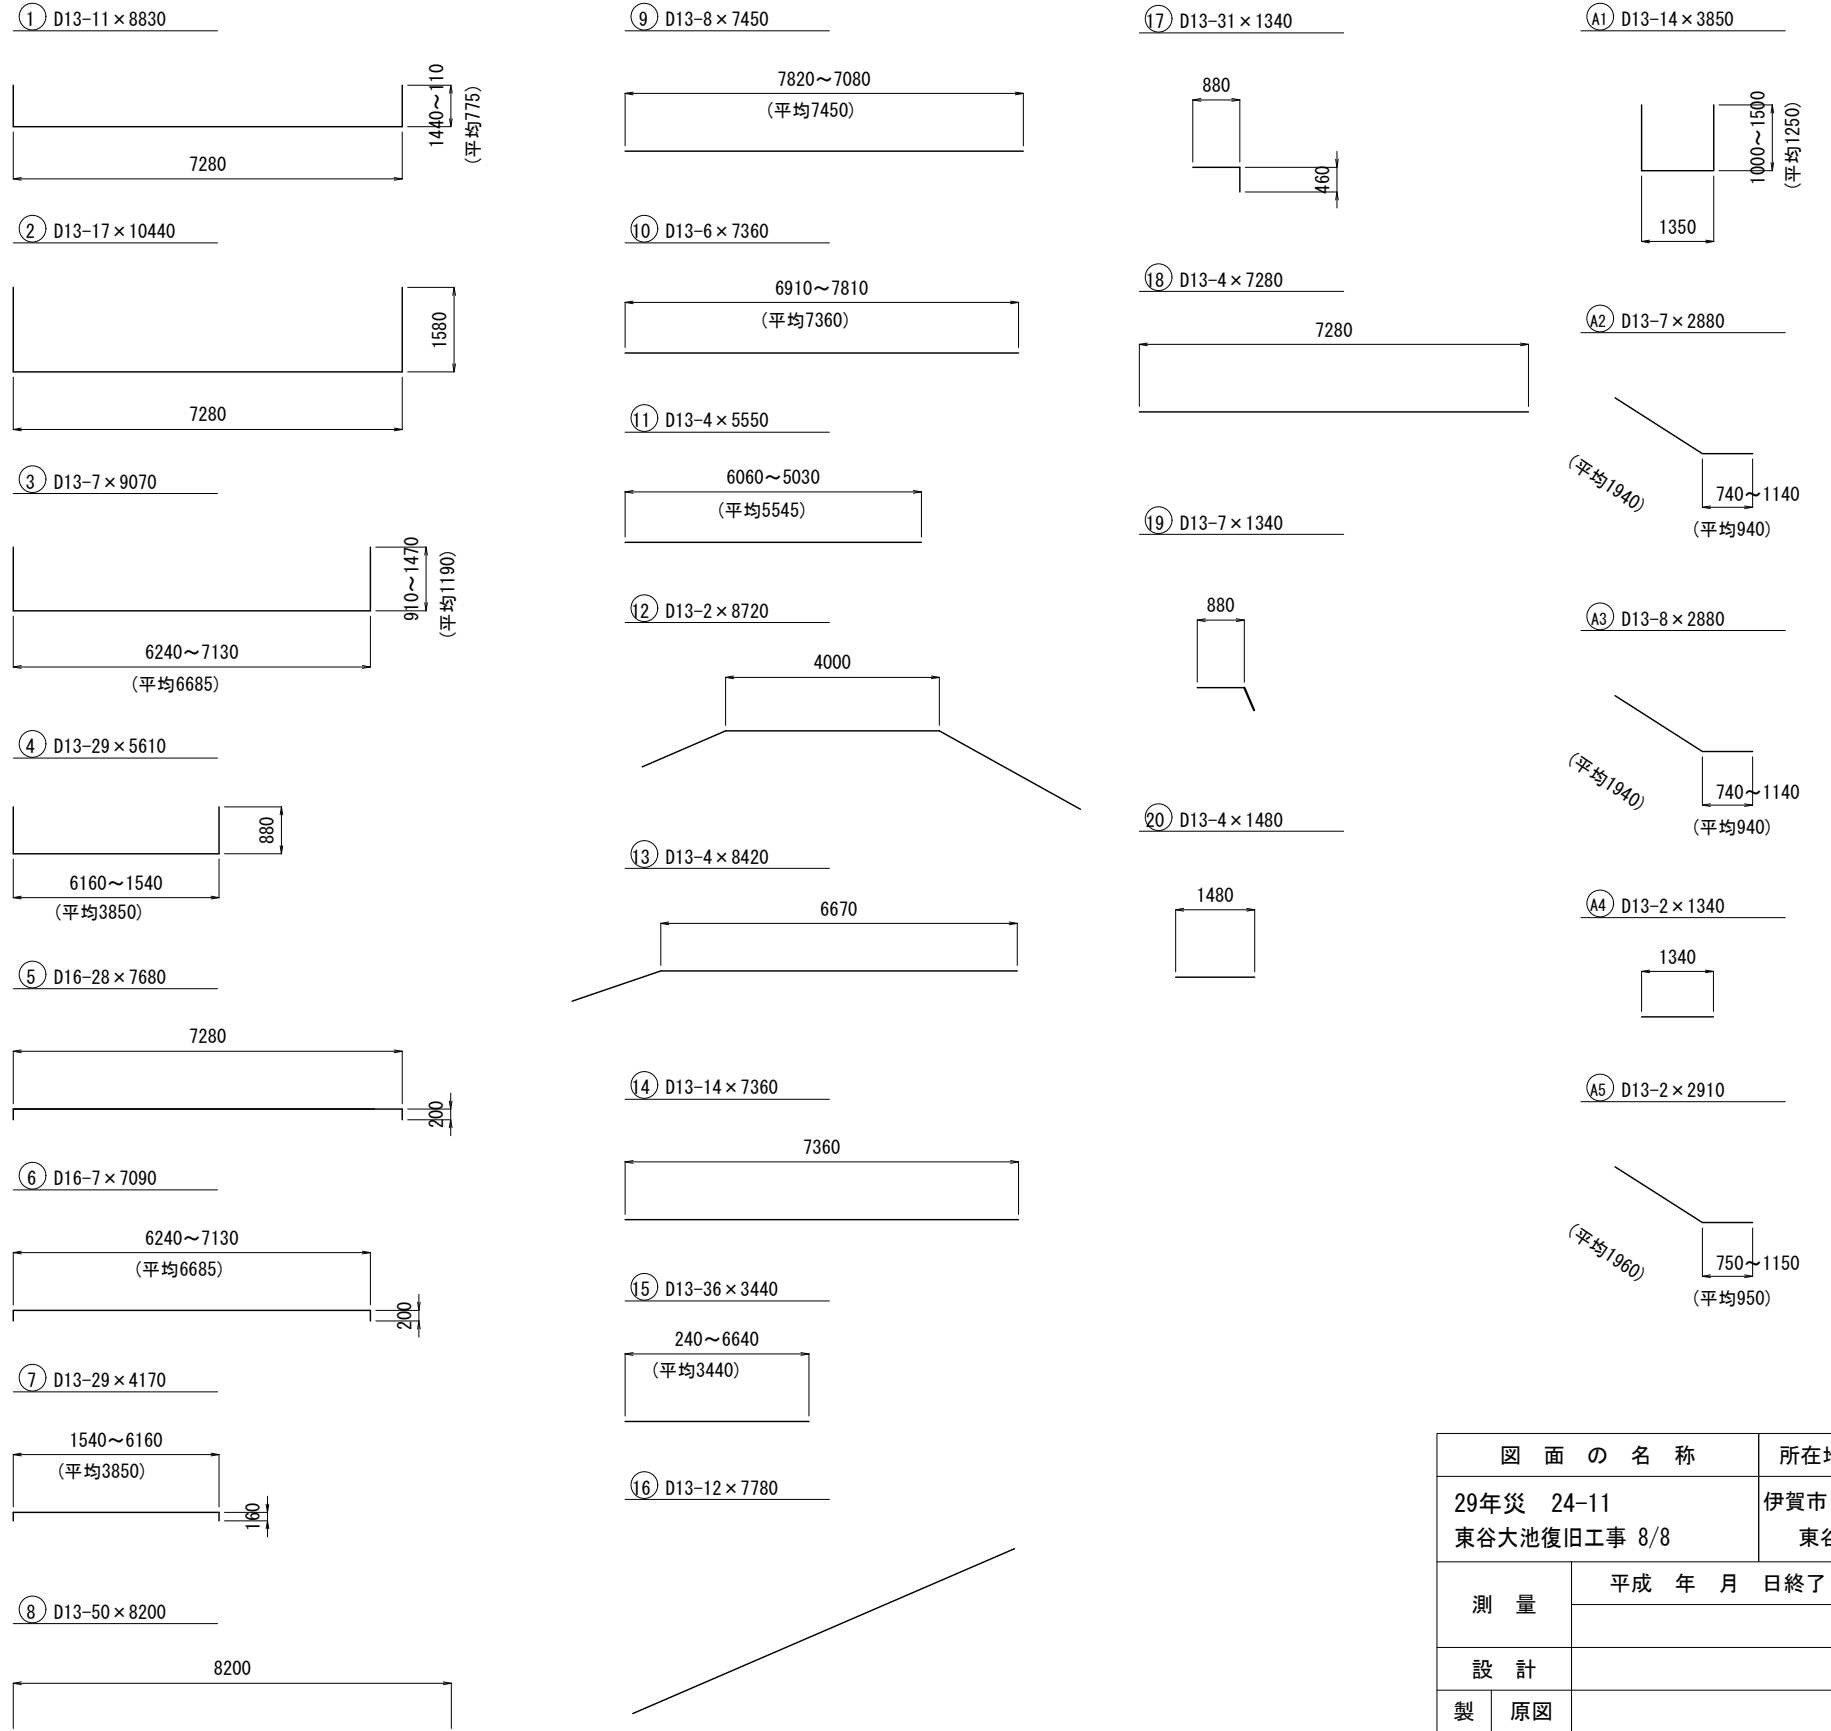 ① D13-11×8830
1440～110
(平均775)
7280
② D13-17×10440
1580
7280
③ D13-7×9070
910～1470
(平均1190)
6240～7130
(平均6685)
④ D13-29×5610
880
6160～1540
(平均3850)
⑤ D16-28×7680
7280
200
⑥ D16-7×7090
6240～7130
(平均6685)
200
⑦ D13-29×4170
1540～6160
(平均3850)
160
⑧ D13-50×8200
8200
⑨ D13-8×7450
7820～7080
(平均7450)
⑩ D13-6×7360
6910～7810
(平均7360)
⑪ D13-4×5550
6060～5030
(平均5545)
⑫ D13-2×8720
4000
⑬ D13-4×8420
6670
⑭ D13-14×7360
7360
⑮ D13-36×3440
240～6640
(平均3440)
⑯ D13-12×7780
⑰ D13-31×1340
880
460
⑱ D13-4×7280
7280
⑲ D13-7×1340
880
⑳ D13-4×1480
1480
A1 D13-14×3850
1000～1500
(平均1250)
1350
A2 D13-7×2880
(平均1940)
740～1140
(平均940)
A3 D13-8×2880
(平均1940)
740～1140
(平均940)
A4 D13-2×1340
1340
A5 D13-2×2910
(平均1960)
750～1150
(平均950)
図 面 の 名 称 所在地
29年災 24-11 伊賀市
東谷大池復旧工事 8/8 東谷
測 量 平成 年 月 日終了
設 計
製 原図